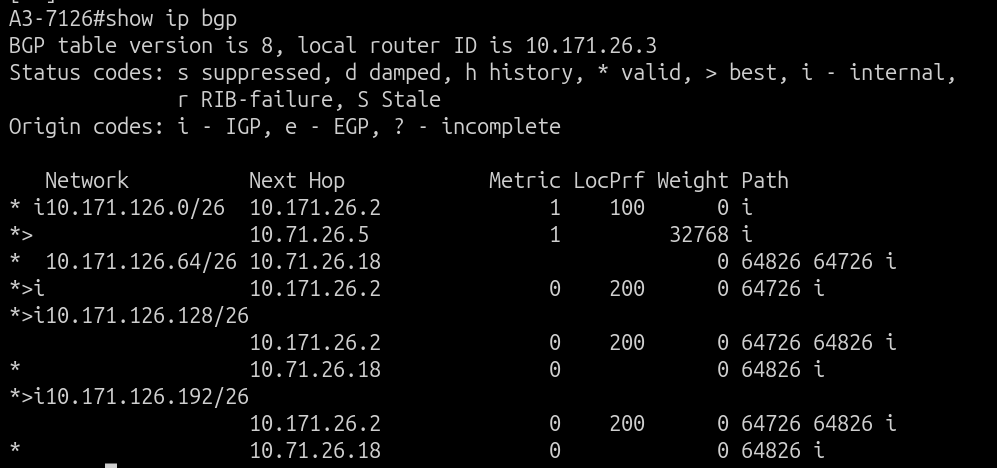 A3-7126#show ip bgp
BGP table version is 8, local router ID is 10.171.26.3
Status codes: s suppressed, d damped, h history, * valid, > best, i - internal,
              r RIB-failure, S Stale
Origin codes: i - IGP, e - EGP, ? - incomplete

   Network          Next Hop            Metric LocPrf Weight Path
* i10.171.126.0/26  10.171.26.2              1    100      0 i
*>                  10.71.26.5               1         32768 i
*  10.171.126.64/26 10.71.26.18                            0 64826 64726 i
*>i                 10.171.26.2              0    200      0 64726 i
*>i10.171.126.128/26
                    10.171.26.2              0    200      0 64726 64826 i
*                   10.71.26.18              0             0 64826 i
*>i10.171.126.192/26
                    10.171.26.2              0    200      0 64726 64826 i
*                   10.71.26.18              0             0 64826 i